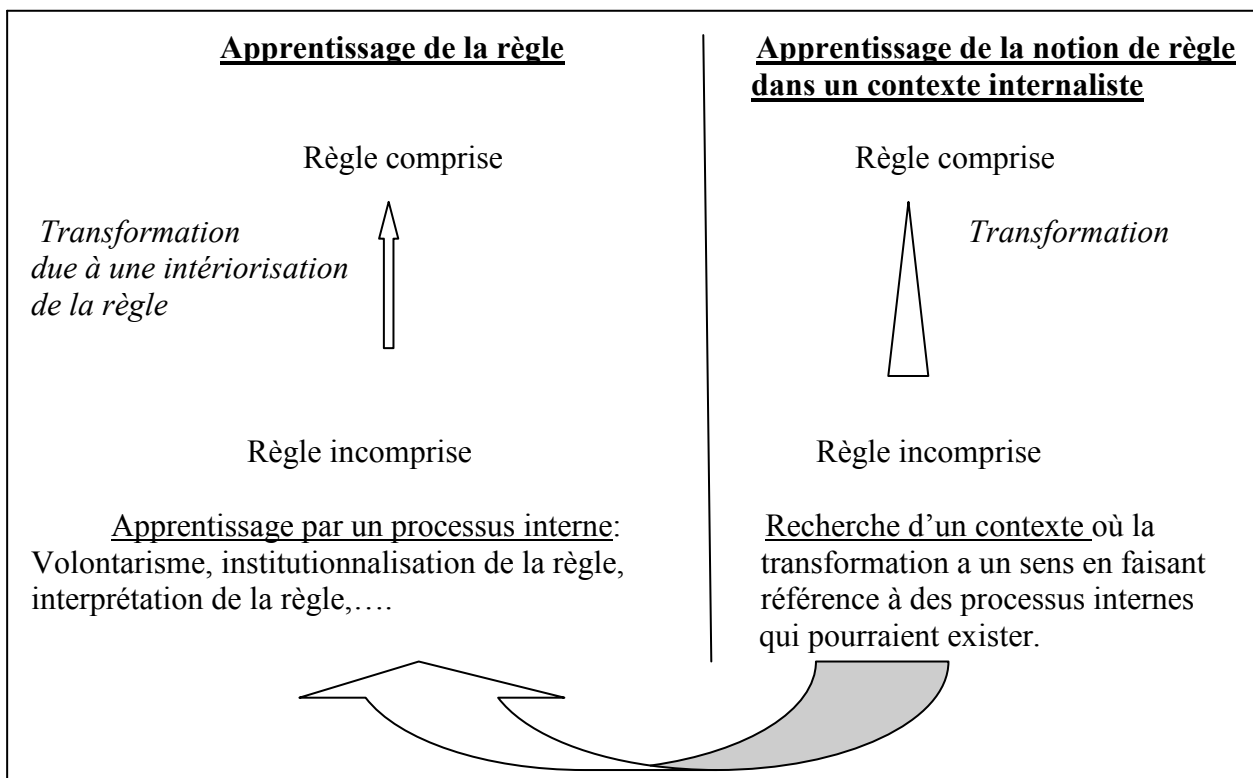 Apprentissage de la règle
Règle comprise
Transformation
due à une intériorisation
de la règle
Règle incomprise
Apprentissage par un processus interne:
Volontarisme, institutionnalisation de la règle,
interprétation de la règle,….
Apprentissage de la notion de règle
dans un contexte internaliste
Règle comprise
Transformation
Règle incomprise
Recherche d’un contexte où la
transformation a un sens en faisant
référence à des processus internes
qui pourraient exister.